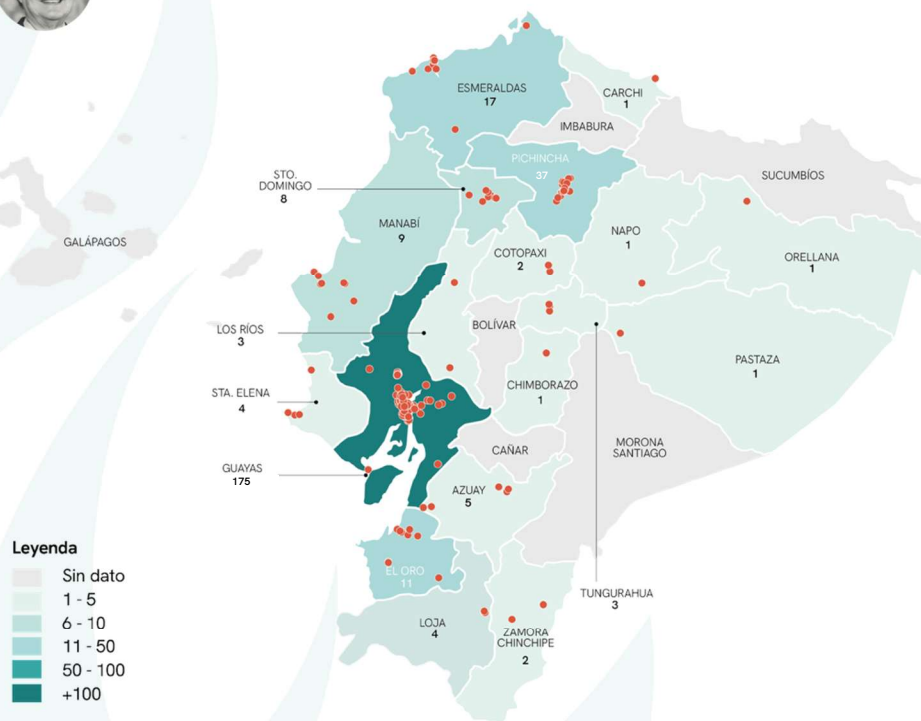 ESMERALDAS
17
CARCHI
1
IMBABURA
PICHINCHA
37
STO.
DOMINGO
8
SUCUMBÍOS
MANABÍ
9
NAPO
1
GALÁPAGOS
COTOPAXI
2
ORELLANA
1
LOS RÍOS
3
BOLÍVAR
PASTAZA
1
STA. ELENA
4
CHIMBORAZO
1
CAÑAR
MORONA
SANTIAGO
GUAYAS
175
AZUAY
5
EL ORO
11
TUNGURAHUA
3
LOJA
4
ZAMORA
CHINCHIPE
2
Leyenda
Sin dato
1 - 5
6 - 10
11 - 50
50 - 100
+100